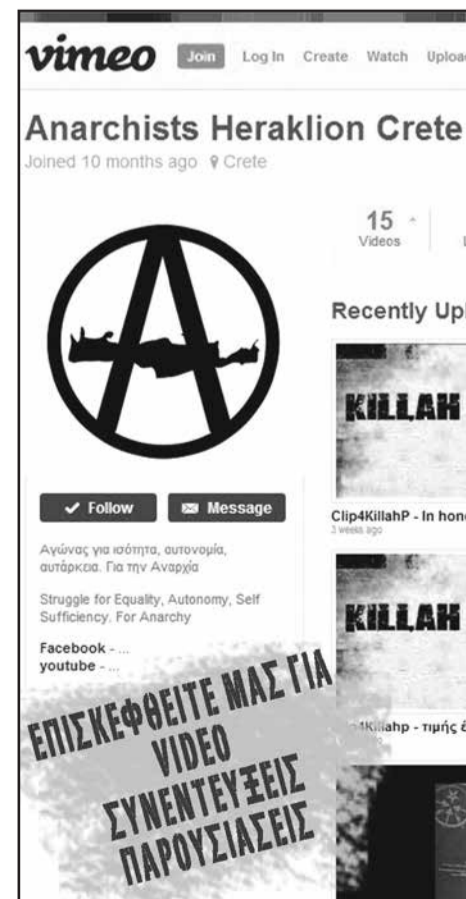 vimeo Join Log In Create Watch
Anarchists Heraklion Crete
Joined 10 months ago Crete
15
Videos
Recently
KILLAH
Clip4KillahP - In
3 weeks ago
✓ Follow
Message
Αγώνας για ισότητα, αυτονομία,
αυτάρκεια. Για την Αναρχία
Struggle for Equality, Autonomy, Self
Sufficiency. For Anarchy
Facebook - ...
youtube - ...
KILLAH
τιμής
ΕΠΙΣΚΕΦΘΕΙΤΕ ΜΑΣ ΓΙΑ
VIDEO
ΣΥΝΕΝΤΕΥΞΕΙΣ
ΠΑΡΟΥΣΙΑΣΕΙΣ